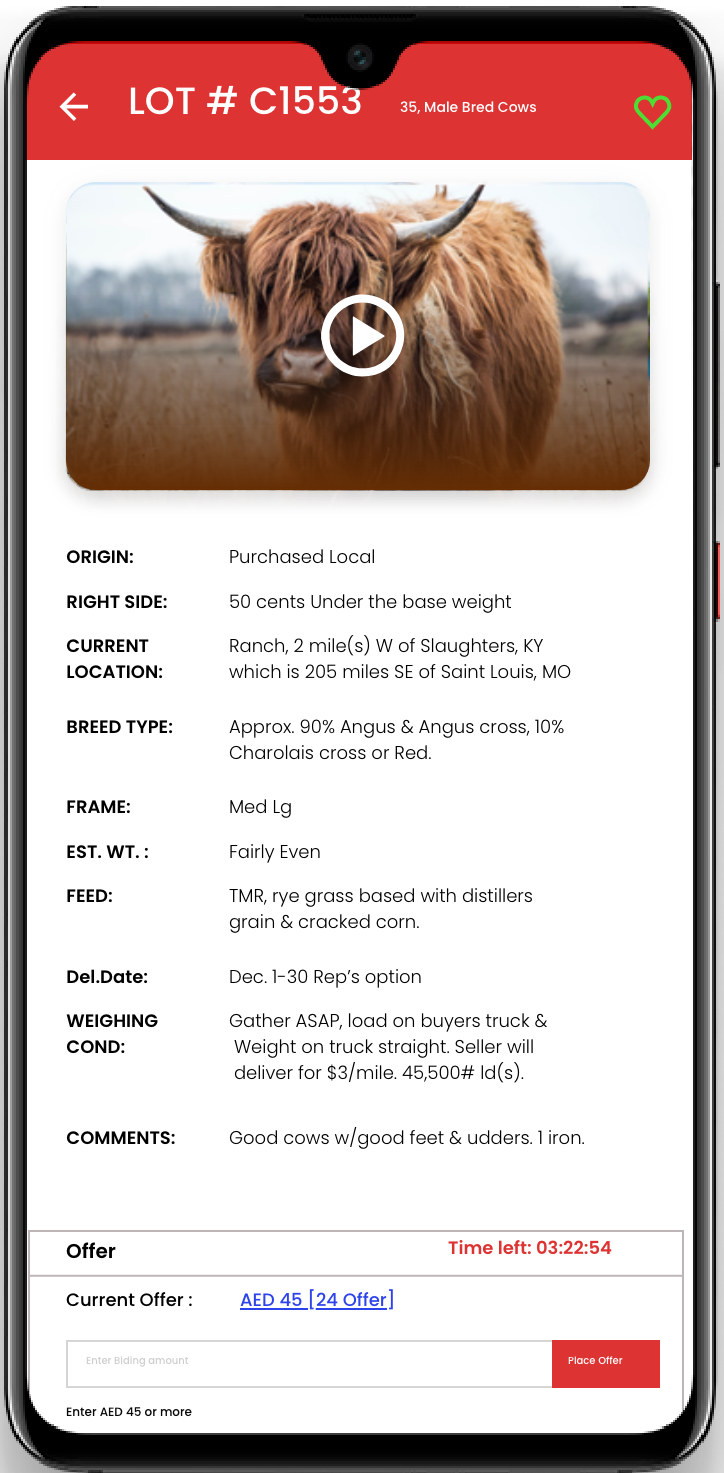 LOT # C1553
35, Male Bred Cows
ORIGIN: Purchased Local
RIGHT SIDE: 50 cents Under the base weight
CURRENT LOCATION: Ranch, 2 mile(s) W of Slaughters, KY
which is 205 miles SE of Saint Louis, MO
BREED TYPE: Approx. 90% Angus & Angus cross, 10%
Charolais cross or Red.
FRAME: Med Lg
EST. WT. : Fairly Even
FEED: TMR, rye grass based with distillers
grain & cracked corn.
Del.Date: Dec. 1-30 Rep’s option
WEIGHING COND: Gather ASAP, load on buyers truck &
Weight on truck straight. Seller will
deliver for $3/mile. 45,500# ld(s).
COMMENTS: Good cows w/good feet & udders. 1 iron.
Offer
Time left: 03:22:54
Current Offer : AED 45 [24 Offer]
Enter Biding amount
Place Offer
Enter AED 45 or more